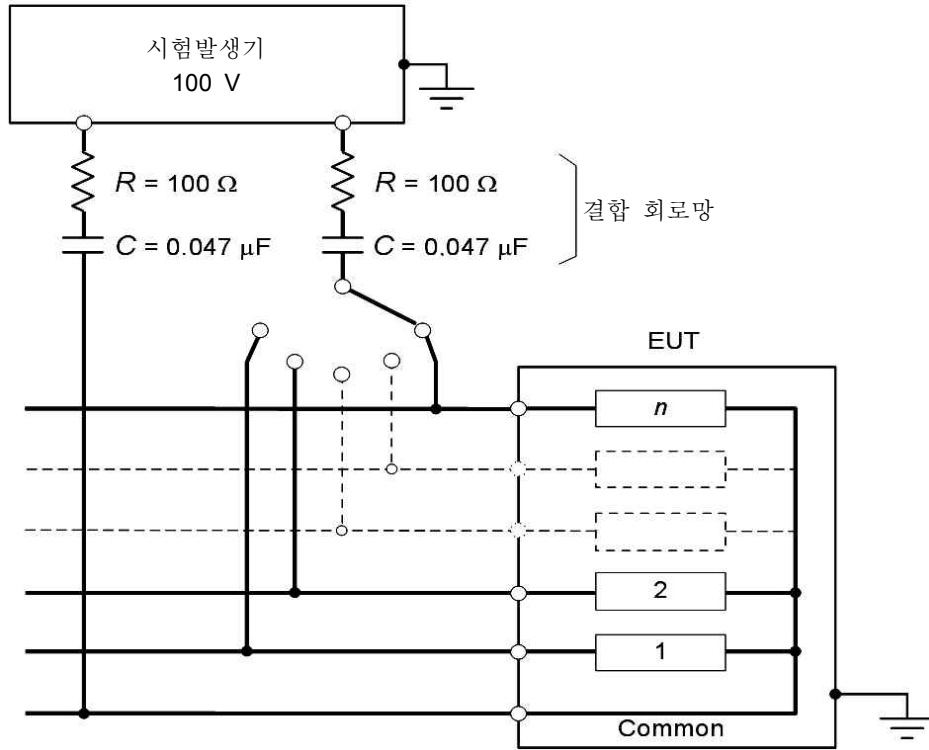 시험발생기
100 V
R = 100 Ω
R = 100 Ω
결합 회로망
C = 0.047 μF
C = 0.047 μF
EUT
n
2
1
Common